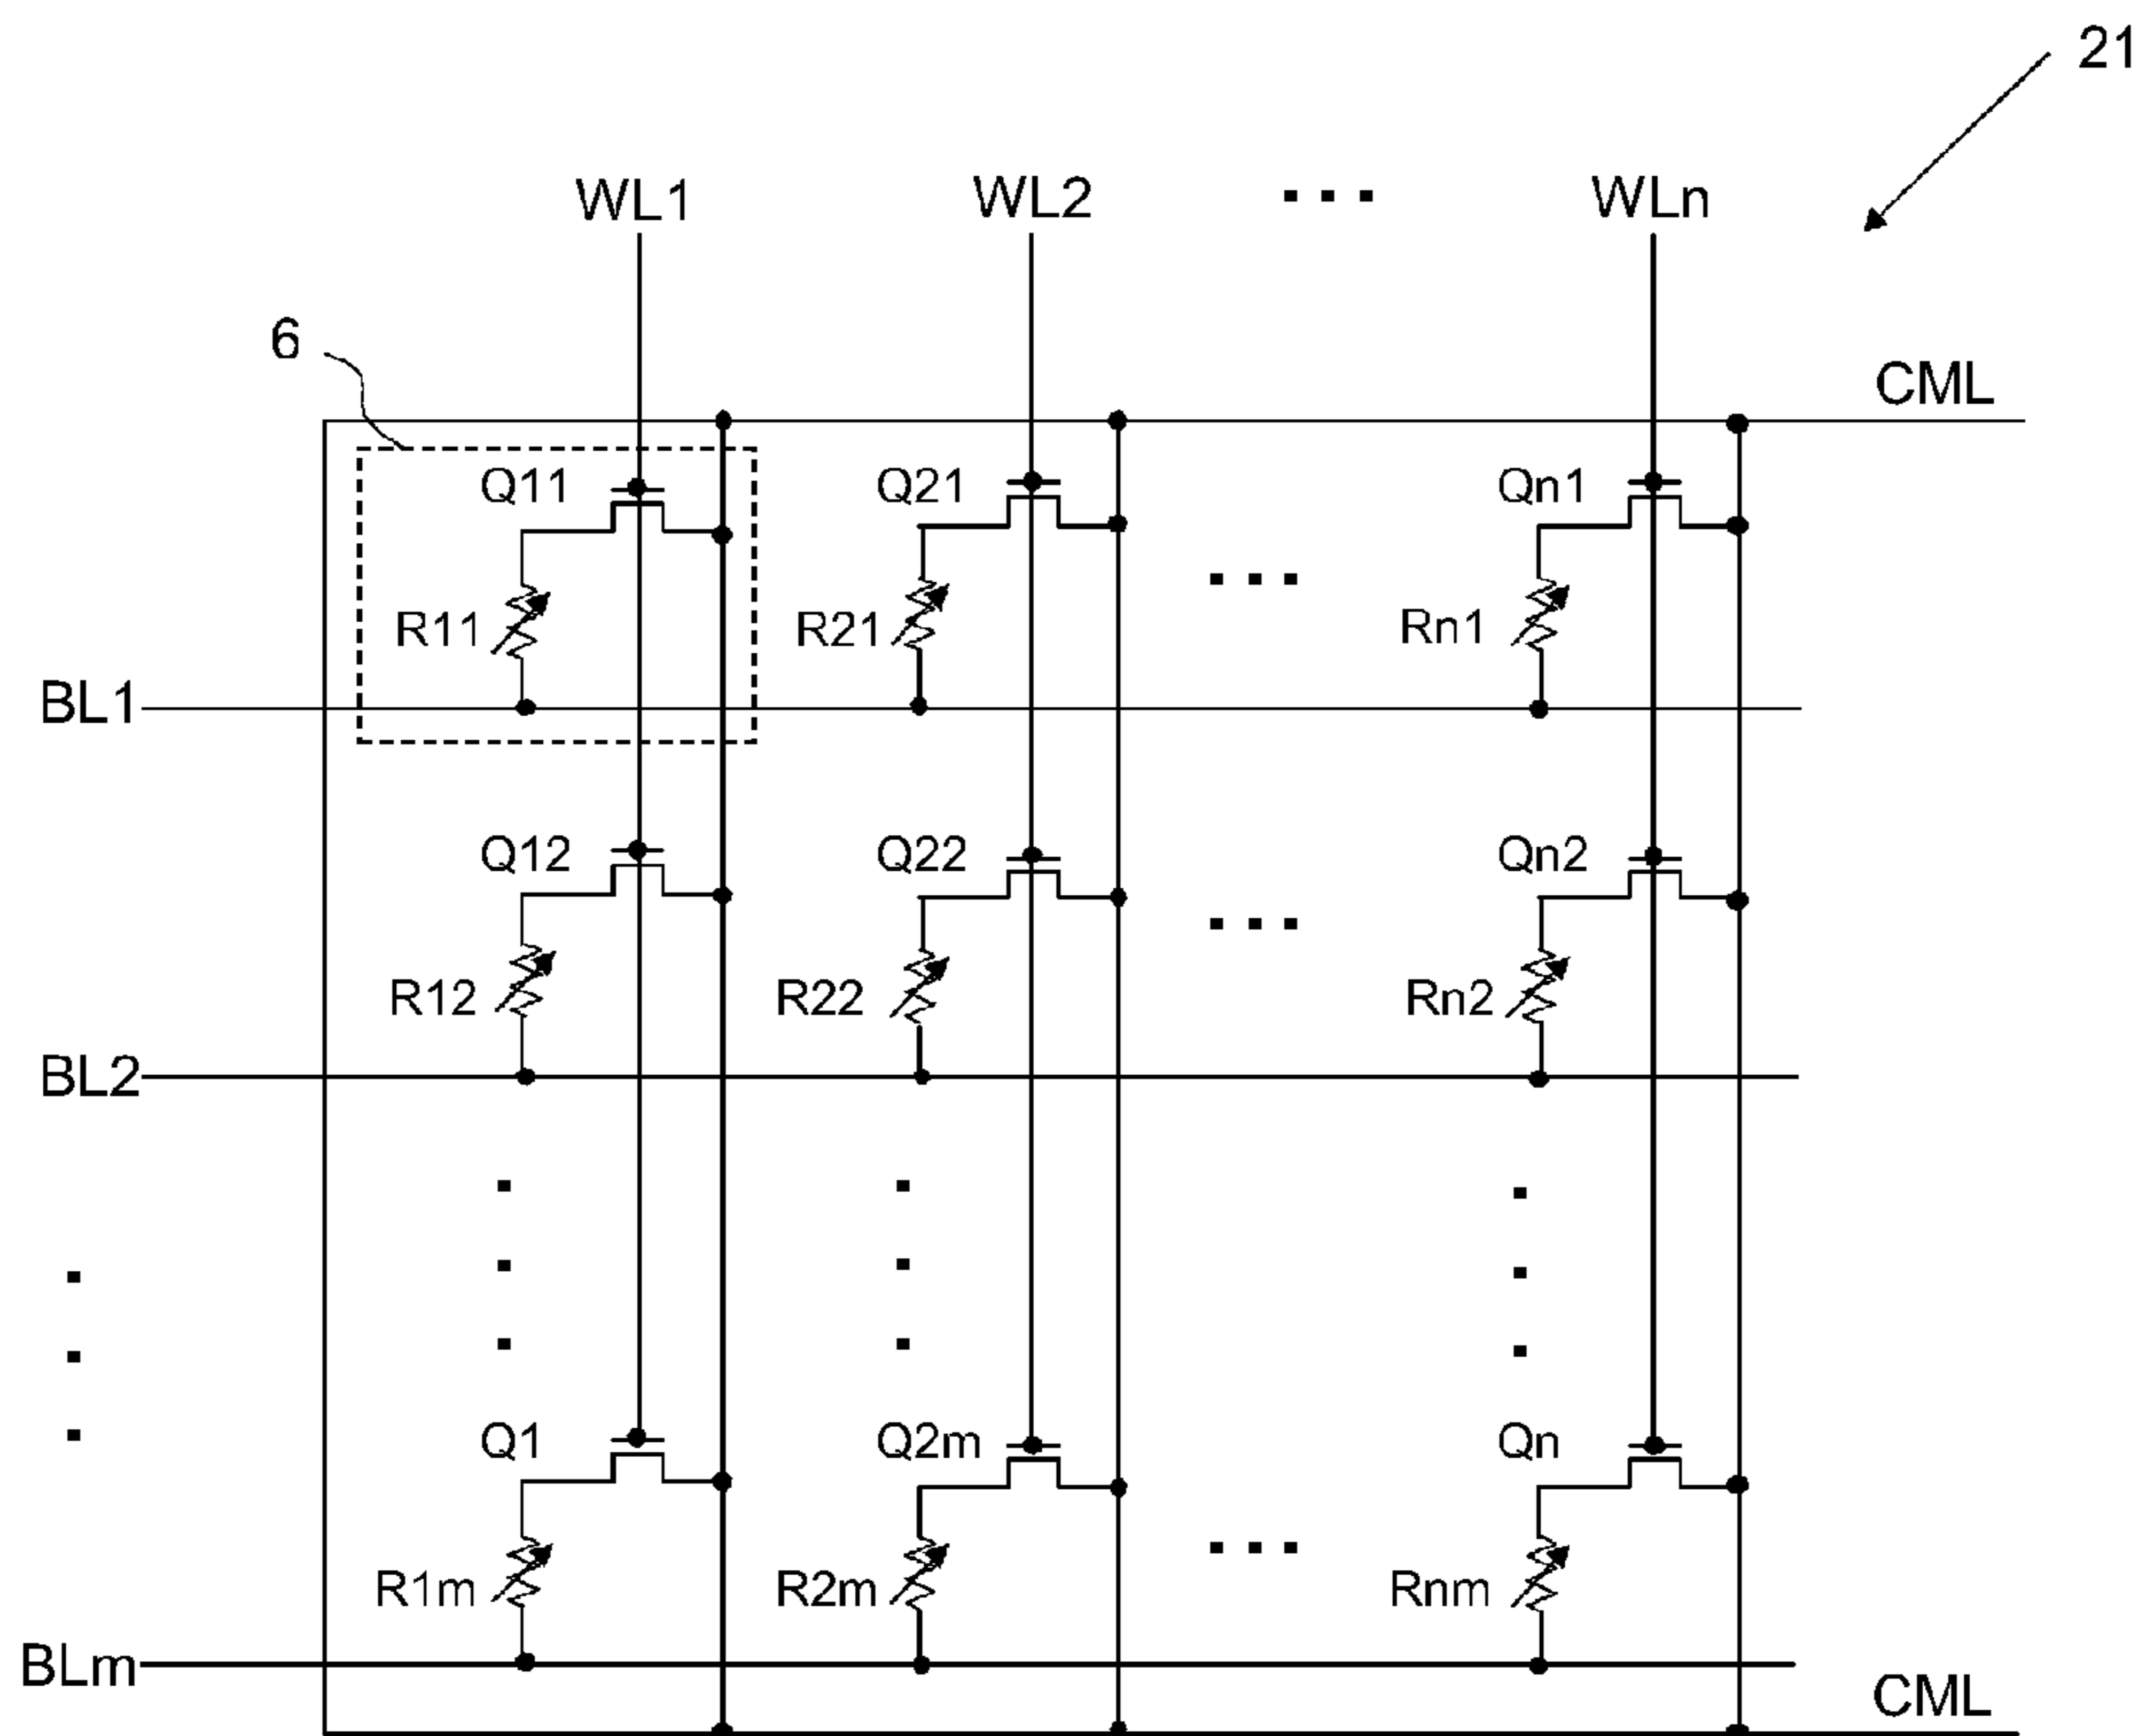 21
WL1 WL2 ... WLn
6
CML
Q11 Q21 Qn1
R11 R21 ... Rn1
BL1
Q12 Q22 Qn2
R12 R22 ... Rn2
BL2
Q1 Q2m Qn
R1m R2m ... Rnm
BLm
CML